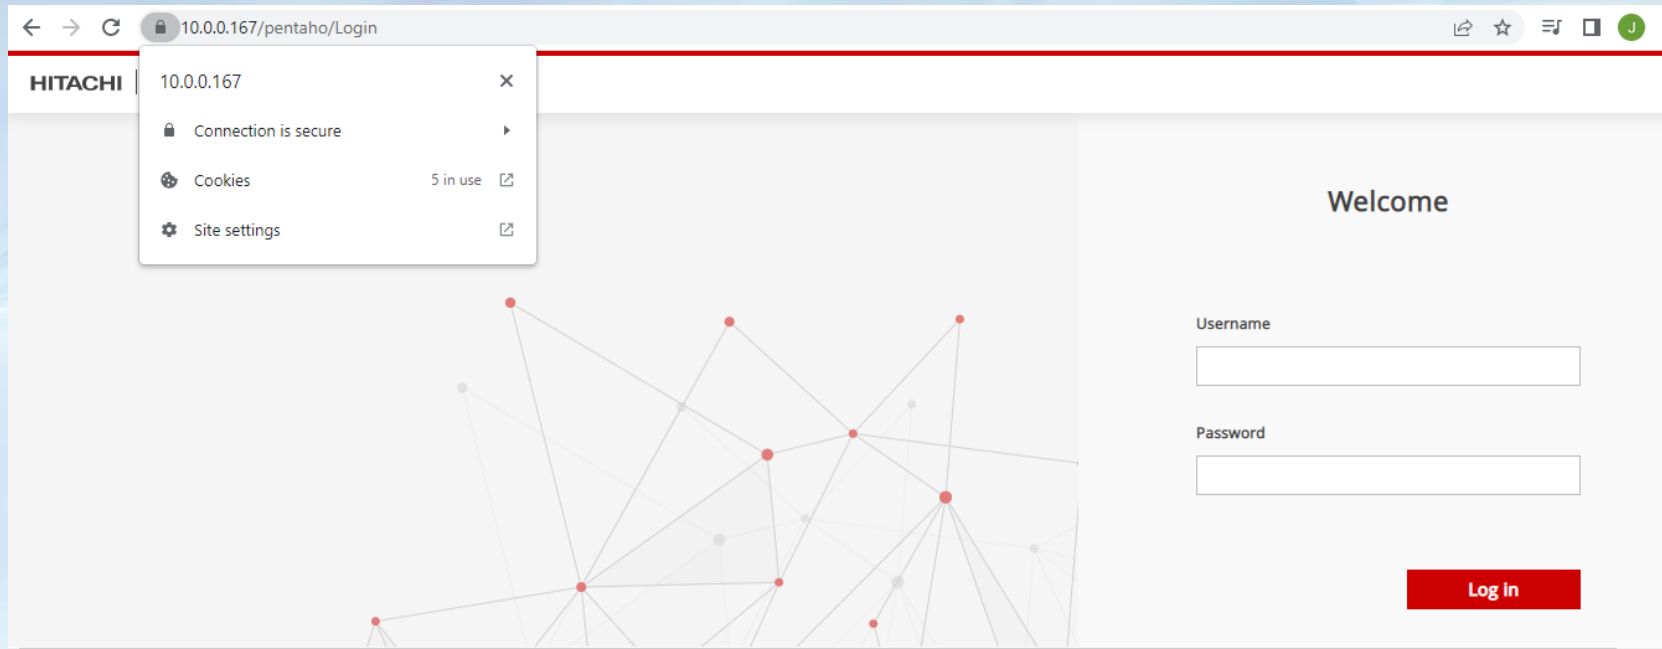 10.0.0.167/pentaho/Login
J
HITACHI
10.0.0.167
Connection is secure
Cookies 5 in use
Site settings
Welcome
Username
Password
Log in